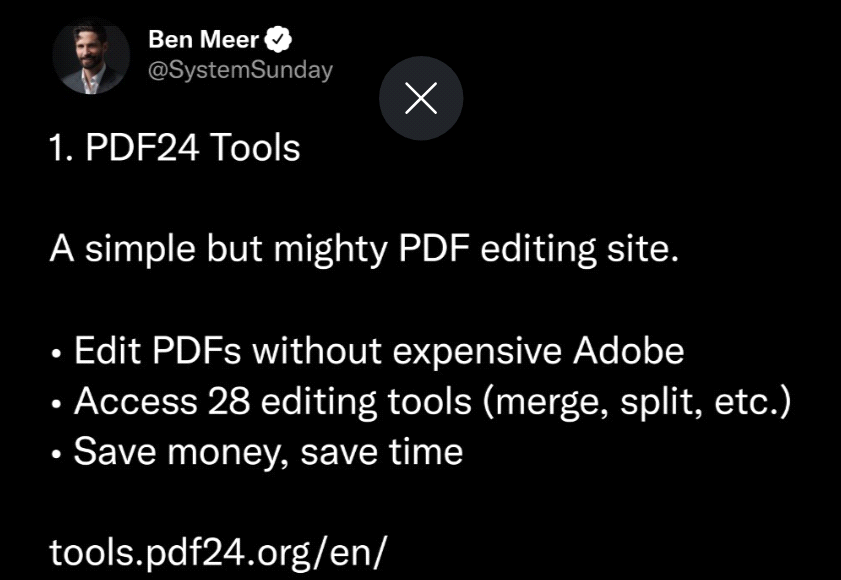 Ben Meer
@SystemSunday
1. PDF24 Tools
A simple but mighty PDF editing site.
• Edit PDFs without expensive Adobe
• Access 28 editing tools (merge, split, etc.)
• Save money, save time
tools.pdf24.org/en/